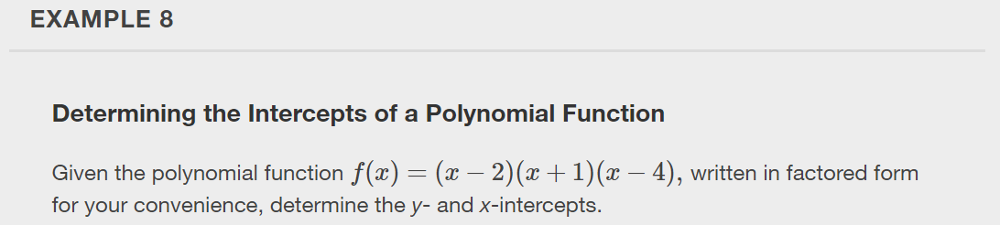 EXAMPLE 8
Determining the Intercepts of a Polynomial Function
Given the polynomial function f(x) = (x − 2)(x + 1)(x − 4), written in factored form
for your convenience, determine the y- and x-intercepts.